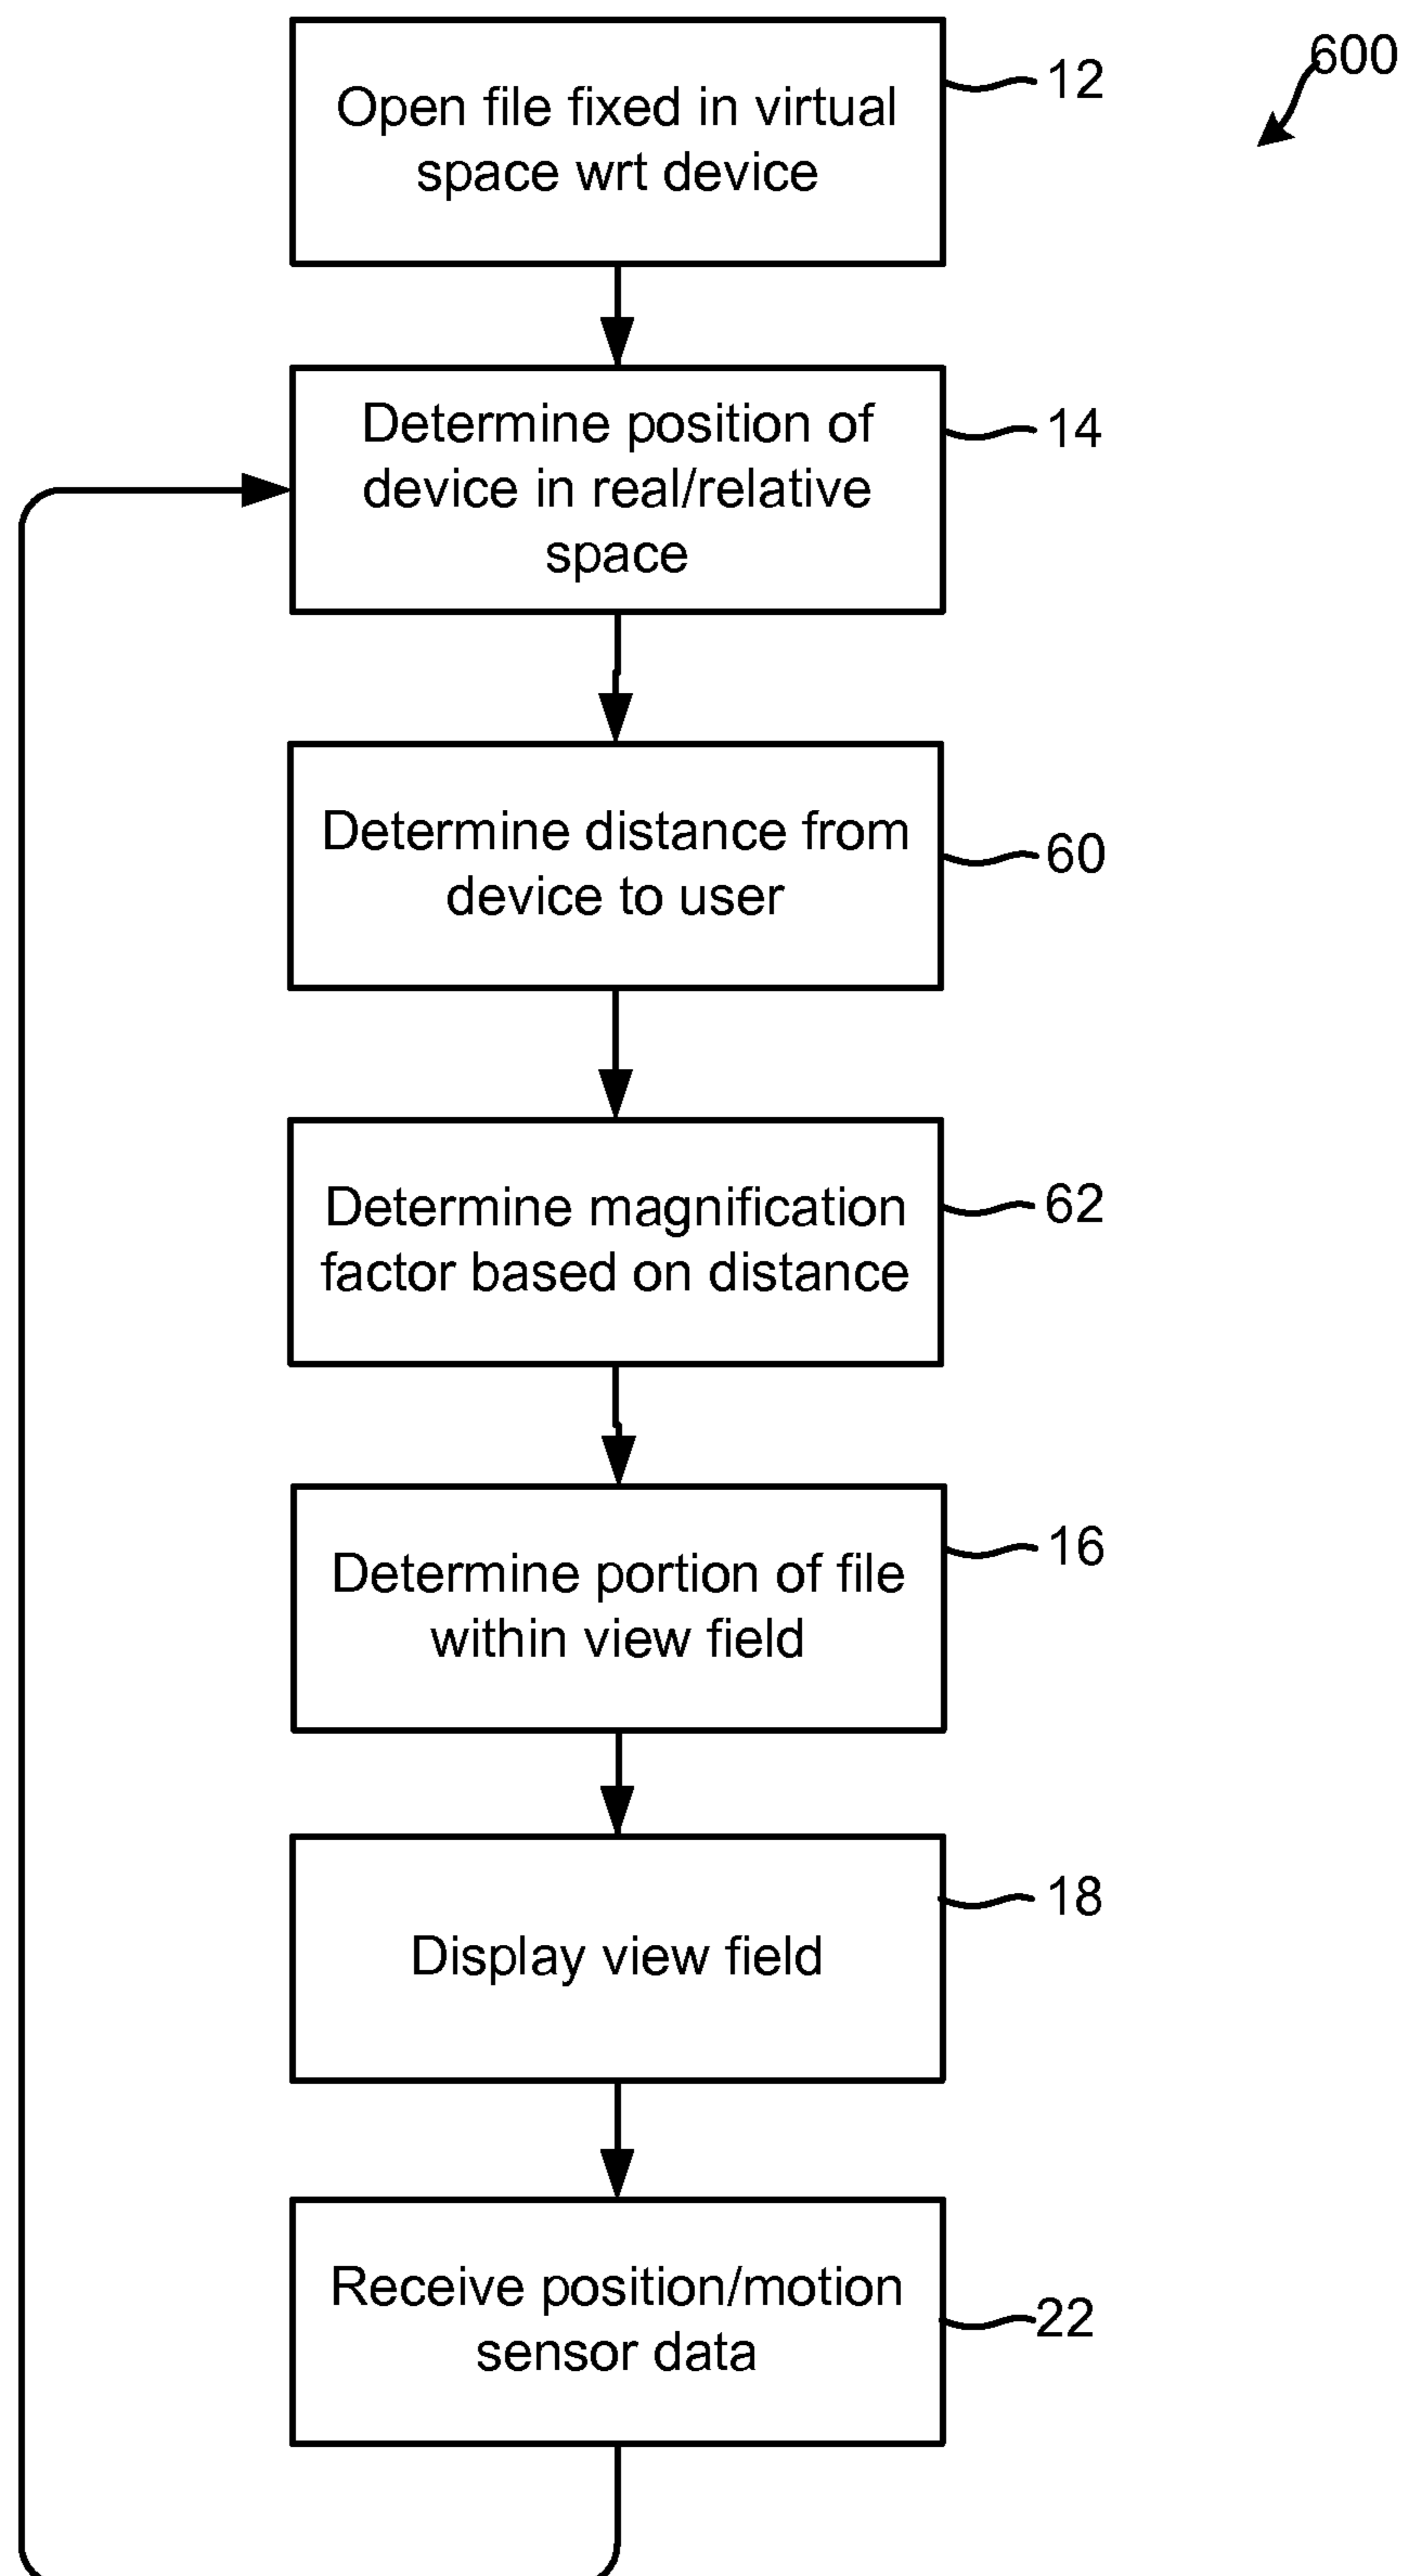 600
Open file fixed in virtual
space wrt device
12
Determine position of
device in real/relative
space
14
Determine distance from
device to user
60
Determine magnification
factor based on distance
62
Determine portion of file
within view field
16
Display view field
18
Receive position/motion
sensor data
22